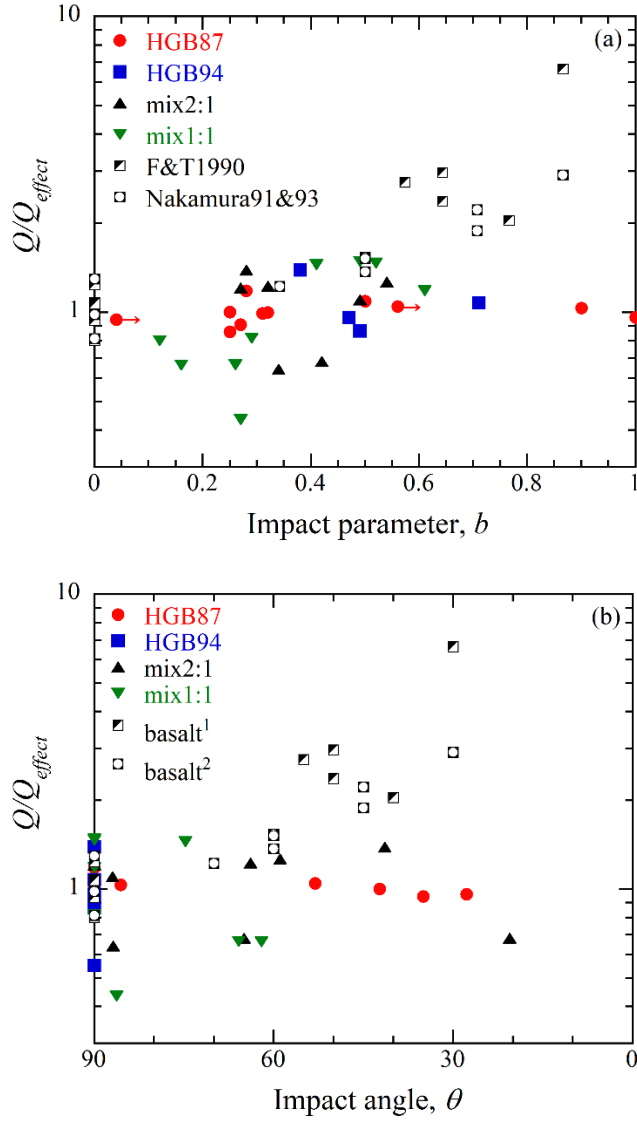 10
(a)
HGB87
HGB94
mix2:1
mix1:1
F&T1990
Nakamura91&93
Q/Qeffect
1
0 0.2 0.4 0.6 0.8 1
Impact parameter, b
10
(b)
HGB87
HGB94
mix2:1
mix1:1
basalt¹
basalt²
Q/Qeffect
1
90 60 30 0
Impact angle, θ